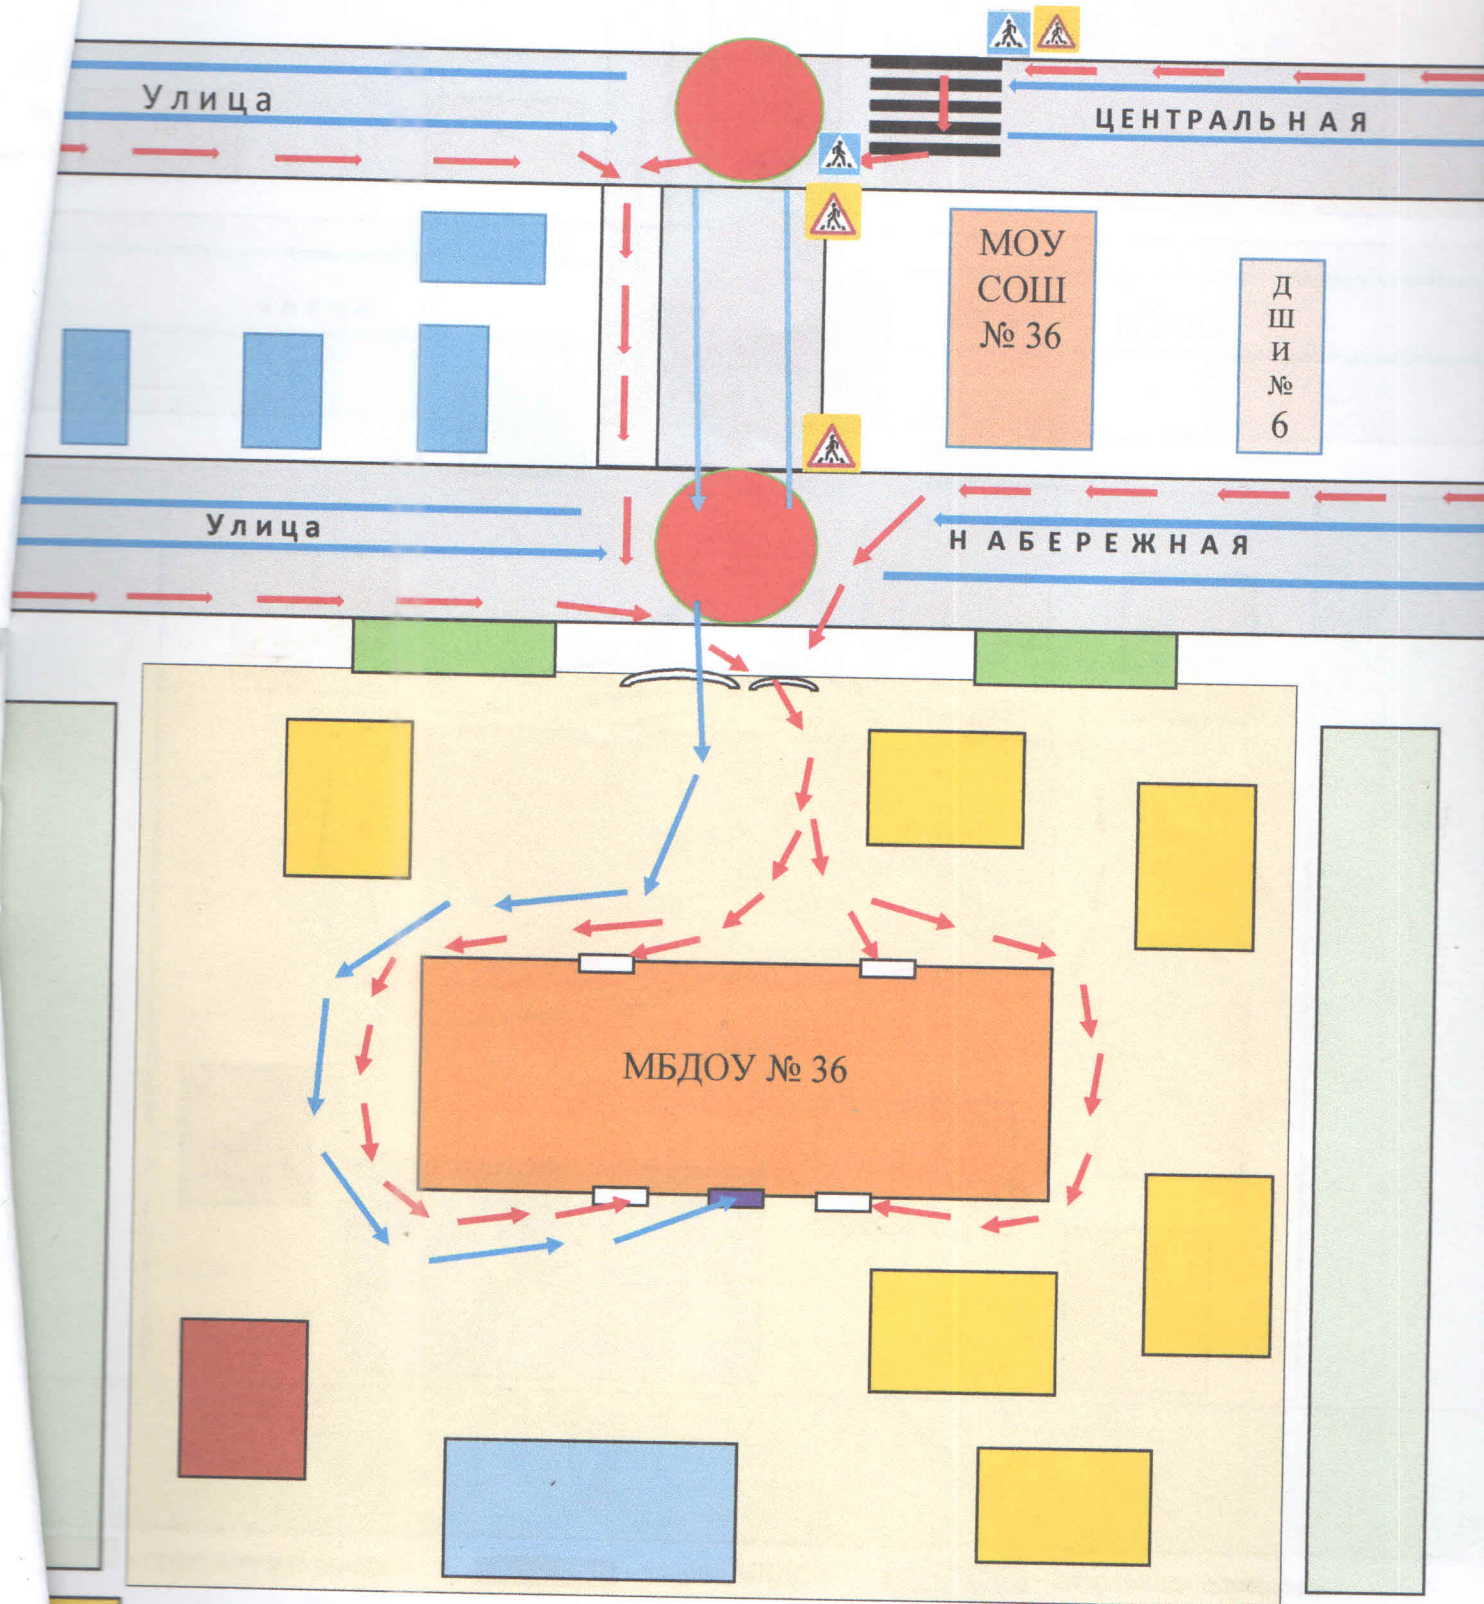 Улица
ЦЕНТРАЛЬНАЯ
МОУ
СОШ
№ 36
Д
Ш
И
№
6
Улица
НАБЕРЕЖНАЯ
МБДОУ № 36